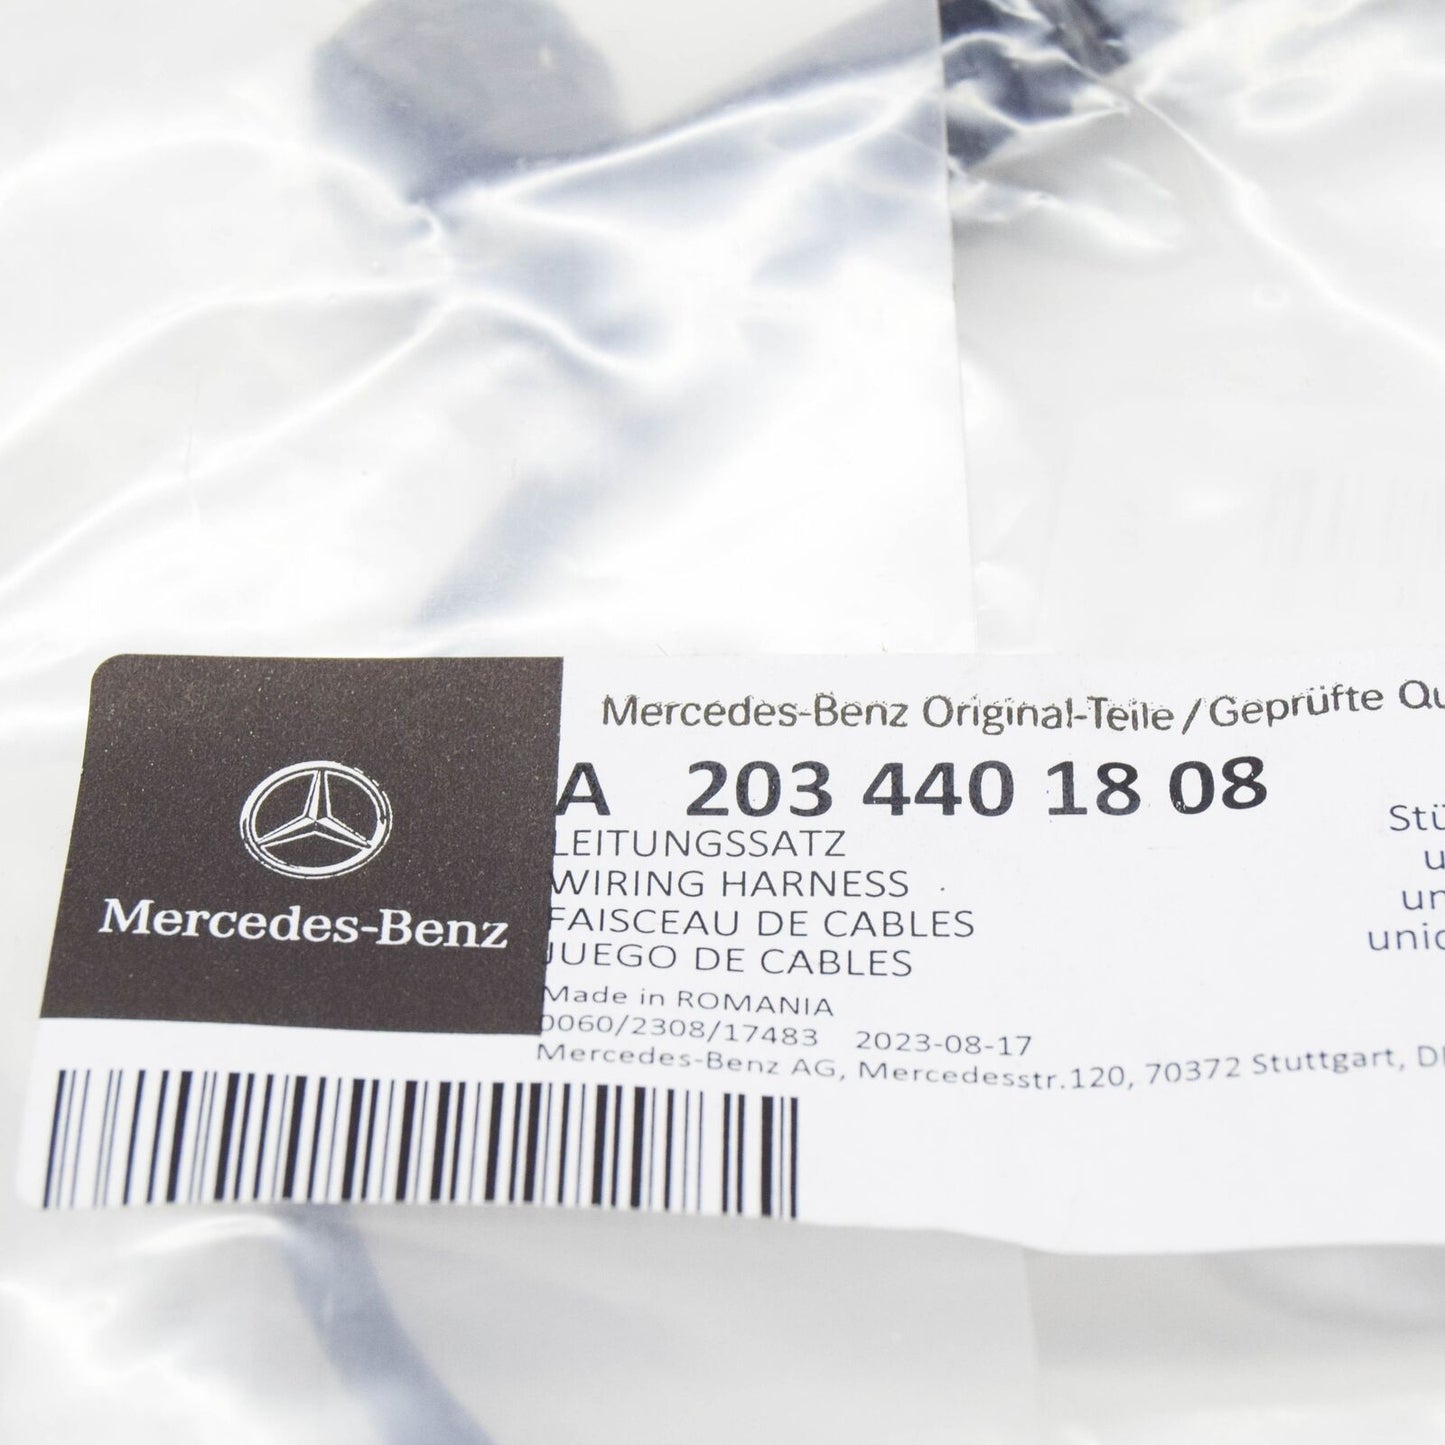 Mercedes-Benz Original-Teile/Geprüfte Qu
A 203 440 18 08
LEITUNGSSATZ
WIRING HARNESS
FAISCEAU DE CABLES
JUEGO DE CABLES
Made in ROMANIA
0060/2308/17483 2023-08-17
Mercedes-Benz AG, Mercedesstr.120, 70372 Stuttgart,
Mercedes-Benz